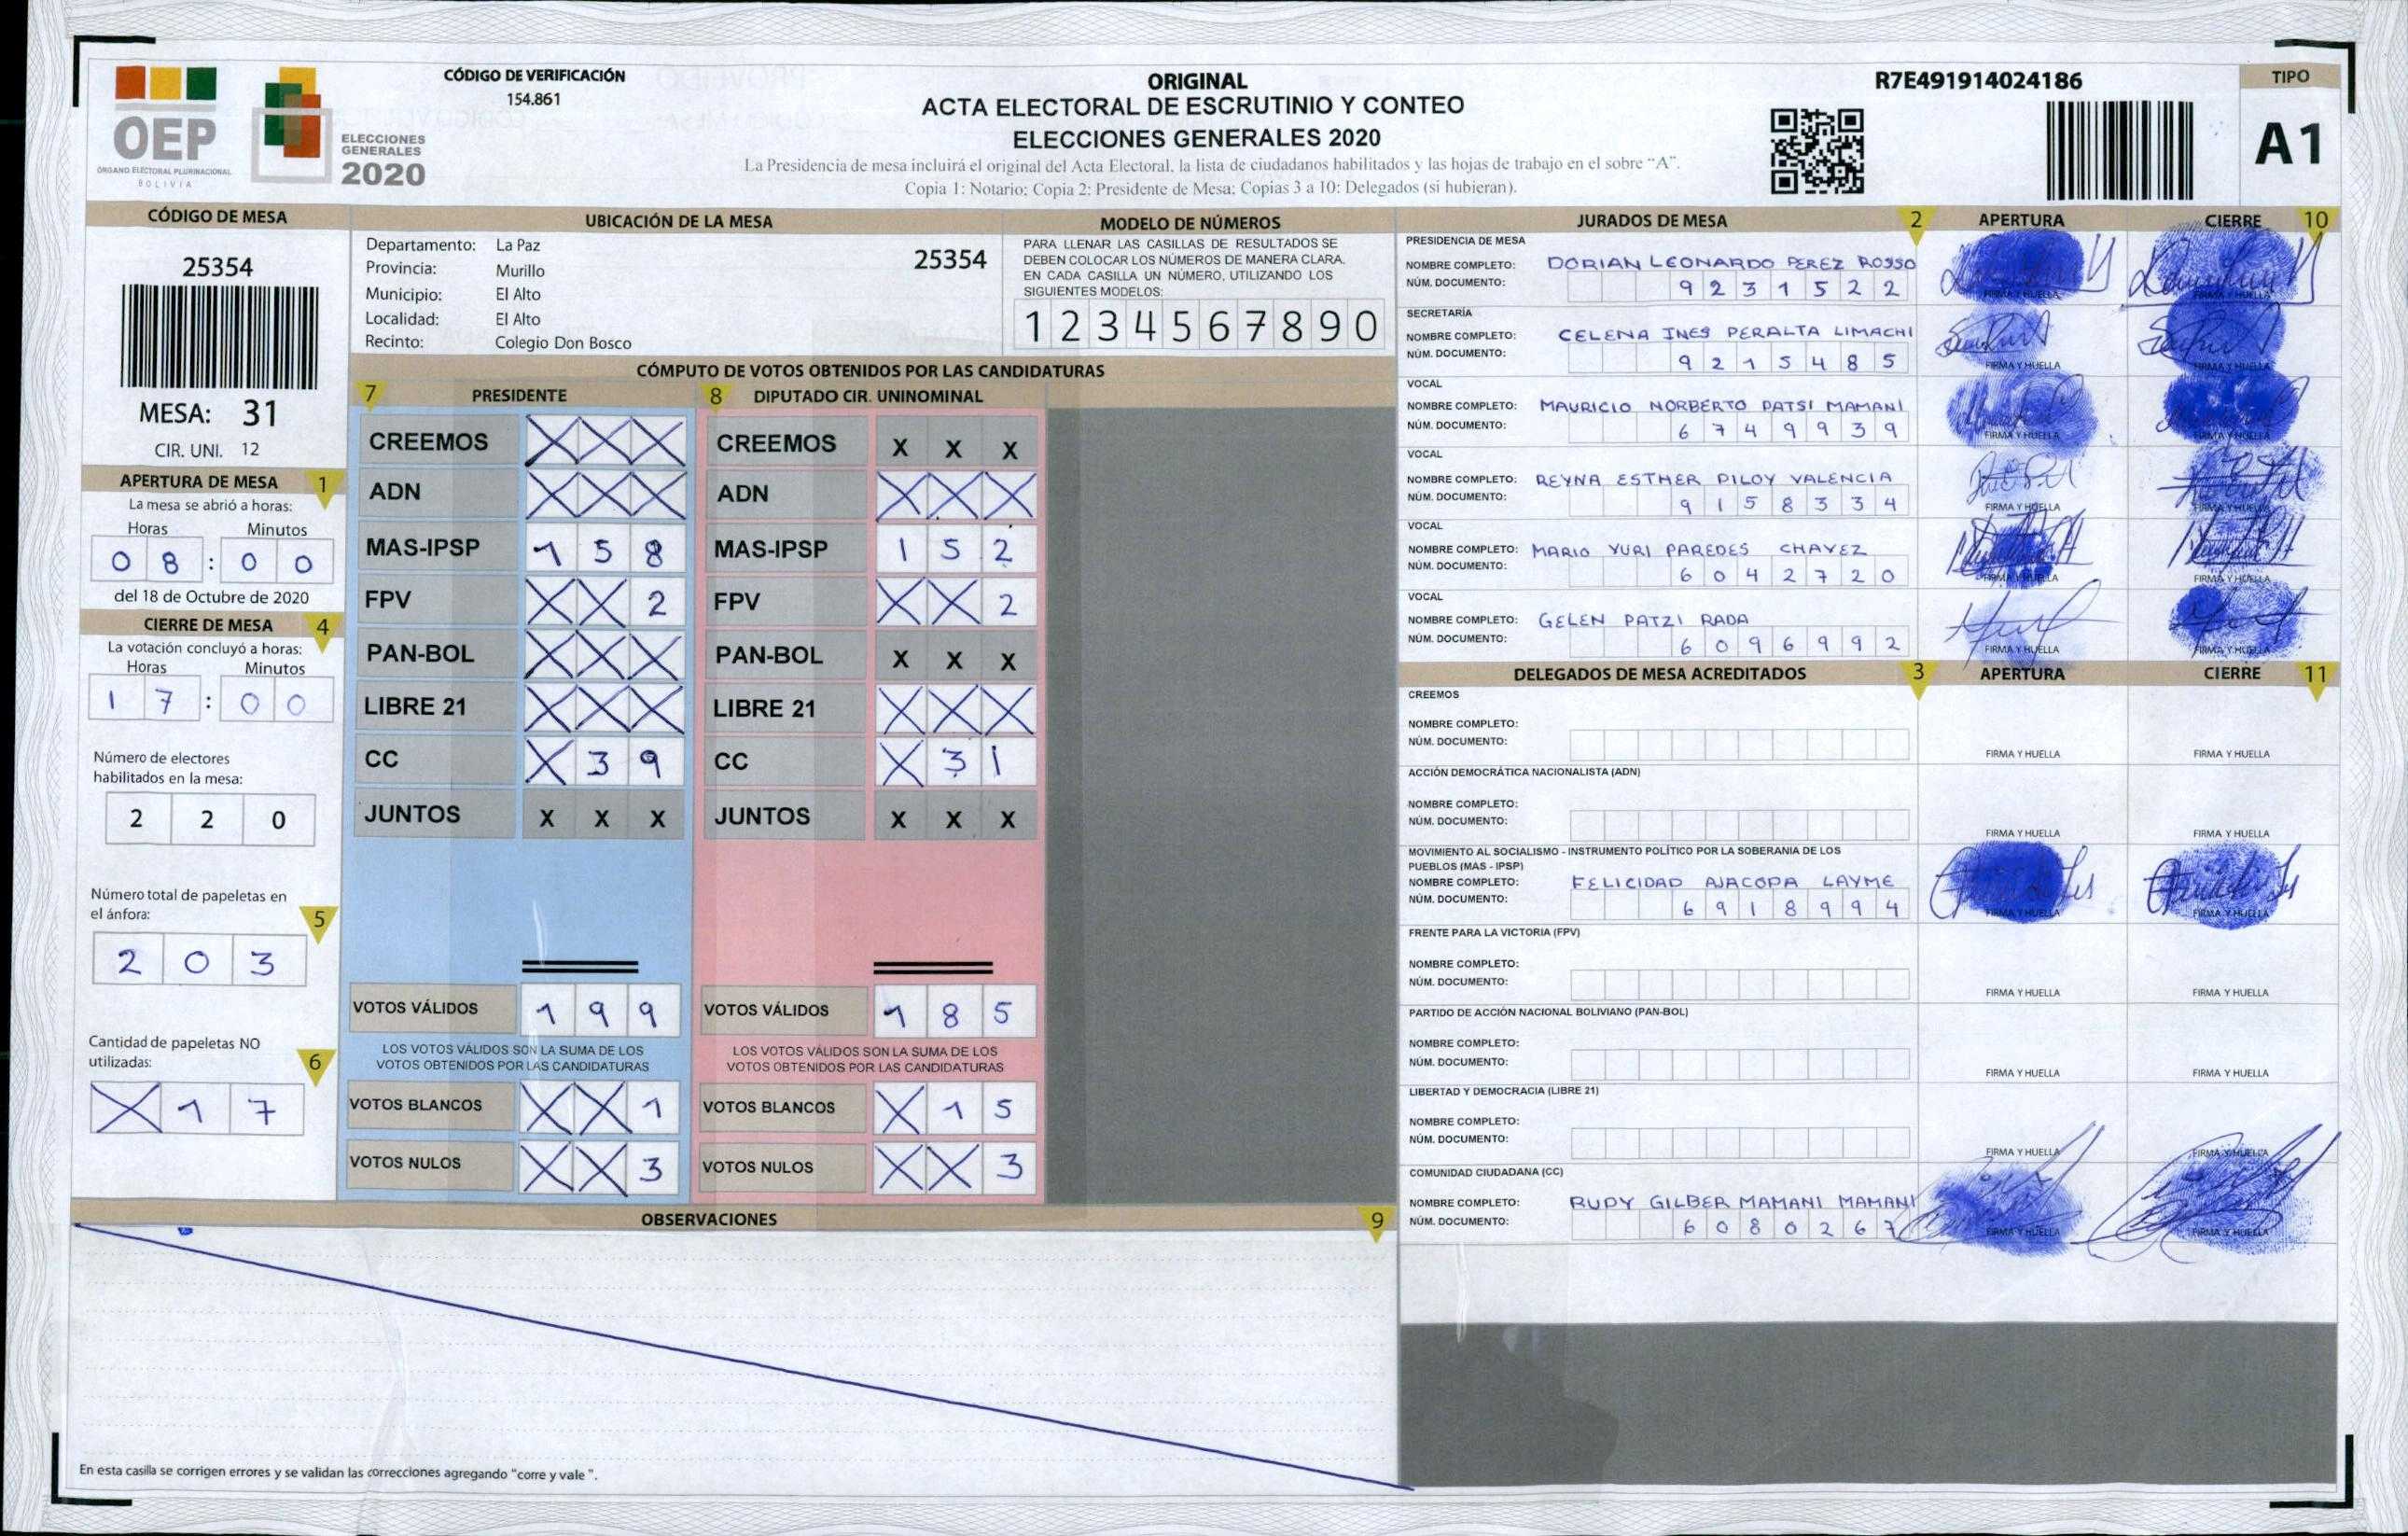 OEP
ÓRGANO ELECTORAL PLURINACIONAL
BOLIVIA
ELECCIONES
GENERALES
2020
CÓDIGO DE VERIFICACIÓN
154.861
ORIGINAL
ACTA ELECTORAL DE ESCRUTINIO Y CONTEO
ELECCIONES GENERALES 2020
La Presidencia de mesa incluirá el original del Acta Electoral, la lista de ciudadanos habilitados y las hojas de trabajo en el sobre “A”.
Copia 1: Notario; Copia 2: Presidente de Mesa; Copias 3 a 10: Delegados (si hubieran).
R7E491914024186
TIPO
A1
CÓDIGO DE MESA
25354
MESA: 31
CIR. UNI. 12
APERTURA DE MESA 1
La mesa se abrió a horas:
Horas Minutos
0 8 : 0 0
del 18 de Octubre de 2020
CIERRE DE MESA 4
La votación concluyó a horas:
Horas Minutos
1 7 : 0 0
Número de electores
habilitados en la mesa:
2 2 0
Número total de papeletas en
el ánfora: 5
2 0 3
Cantidad de papeletas NO
utilizadas: 6
X 1 7
UBICACIÓN DE LA MESA
Departamento: La Paz
Provincia: Murillo
Municipio: El Alto
Localidad: El Alto
Recinto: Colegio Don Bosco
25354
MODELO DE NÚMEROS
PARA LLENAR LAS CASILLAS DE RESULTADOS SE
DEBEN COLOCAR LOS NÚMEROS DE MANERA CLARA.
EN CADA CASILLA UN NÚMERO, UTILIZANDO LOS
SIGUIENTES MODELOS:
1 2 3 4 5 6 7 8 9 0
CÓMPUTO DE VOTOS OBTENIDOS POR LAS CANDIDATURAS
7 PRESIDENTE
CREEMOS X X X
ADN X X X
MAS-IPSP 1 5 8
FPV X X 2
PAN-BOL X X X
LIBRE 21 X X X
CC X 3 9
JUNTOS X X X
VOTOS VÁLIDOS 1 9 9
LOS VOTOS VÁLIDOS SON LA SUMA DE LOS
VOTOS OBTENIDOS POR LAS CANDIDATURAS
VOTOS BLANCOS X X 1
VOTOS NULOS X X 3
8 DIPUTADO CIR. UNINOMINAL
CREEMOS X X X
ADN X X X
MAS-IPSP 1 5 2
FPV X X 2
PAN-BOL X X X
LIBRE 21 X X X
CC X 3 1
JUNTOS X X X
VOTOS VÁLIDOS 1 8 5
LOS VOTOS VÁLIDOS SON LA SUMA DE LOS
VOTOS OBTENIDOS POR LAS CANDIDATURAS
VOTOS BLANCOS X 1 5
VOTOS NULOS X X 3
OBSERVACIONES 9
En esta casilla se corrigen errores y se validan las correcciones agregando "corre y vale ".
JURADOS DE MESA 2 APERTURA CIERRE 10
PRESIDENCIA DE MESA
NOMBRE COMPLETO: DORIAN LEONARDO PEREZ ROSSO
NÚM. DOCUMENTO: 9 2 3 1 5 2 2
FIRMA Y HUELLA FIRMA Y HUELLA
SECRETARÍA
NOMBRE COMPLETO: CELENA INES PERALTA LIMACHI
NÚM. DOCUMENTO: 9 2 1 5 4 8 5
FIRMA Y HUELLA FIRMA Y HUELLA
VOCAL
NOMBRE COMPLETO: MAURICIO NORBERTO PATSI MAMANI
NÚM. DOCUMENTO: 6 7 4 9 9 3 9
FIRMA Y HUELLA FIRMA Y HUELLA
VOCAL
NOMBRE COMPLETO: REYNA ESTHER PILOY VALENCIA
NÚM. DOCUMENTO: 9 1 5 8 3 3 4
FIRMA Y HUELLA FIRMA Y HUELLA
VOCAL
NOMBRE COMPLETO: MARIO YURI PAREDES CHAVEZ
NÚM. DOCUMENTO: 6 0 4 2 7 2 0
FIRMA Y HUELLA FIRMA Y HUELLA
VOCAL
NOMBRE COMPLETO: GELEN PATZI RADA
NÚM. DOCUMENTO: 6 0 9 6 9 9 2
FIRMA Y HUELLA FIRMA Y HUELLA
DELEGADOS DE MESA ACREDITADOS 3 APERTURA CIERRE 11
CREEMOS
NOMBRE COMPLETO:
NÚM. DOCUMENTO:
FIRMA Y HUELLA FIRMA Y HUELLA
ACCIÓN DEMOCRÁTICA NACIONALISTA (ADN)
NOMBRE COMPLETO:
NÚM. DOCUMENTO:
FIRMA Y HUELLA FIRMA Y HUELLA
MOVIMIENTO AL SOCIALISMO - INSTRUMENTO POLÍTICO POR LA SOBERANIA DE LOS
PUEBLOS (MAS - IPSP)
NOMBRE COMPLETO: FELICIDAD AJACOPA LAYME
NÚM. DOCUMENTO: 6 9 1 8 9 9 4
FIRMA Y HUELLA FIRMA Y HUELLA
FRENTE PARA LA VICTORIA (FPV)
NOMBRE COMPLETO:
NÚM. DOCUMENTO:
FIRMA Y HUELLA FIRMA Y HUELLA
PARTIDO DE ACCIÓN NACIONAL BOLIVIANO (PAN-BOL)
NOMBRE COMPLETO:
NÚM. DOCUMENTO:
FIRMA Y HUELLA FIRMA Y HUELLA
LIBERTAD Y DEMOCRACIA (LIBRE 21)
NOMBRE COMPLETO:
NÚM. DOCUMENTO:
FIRMA Y HUELLA FIRMA Y HUELLA
COMUNIDAD CIUDADANA (CC)
NOMBRE COMPLETO: RUDY GILBER MAMANI MAMANI
NÚM. DOCUMENTO: 6 0 8 0 2 6 7
FIRMA Y HUELLA FIRMA Y HUELLA